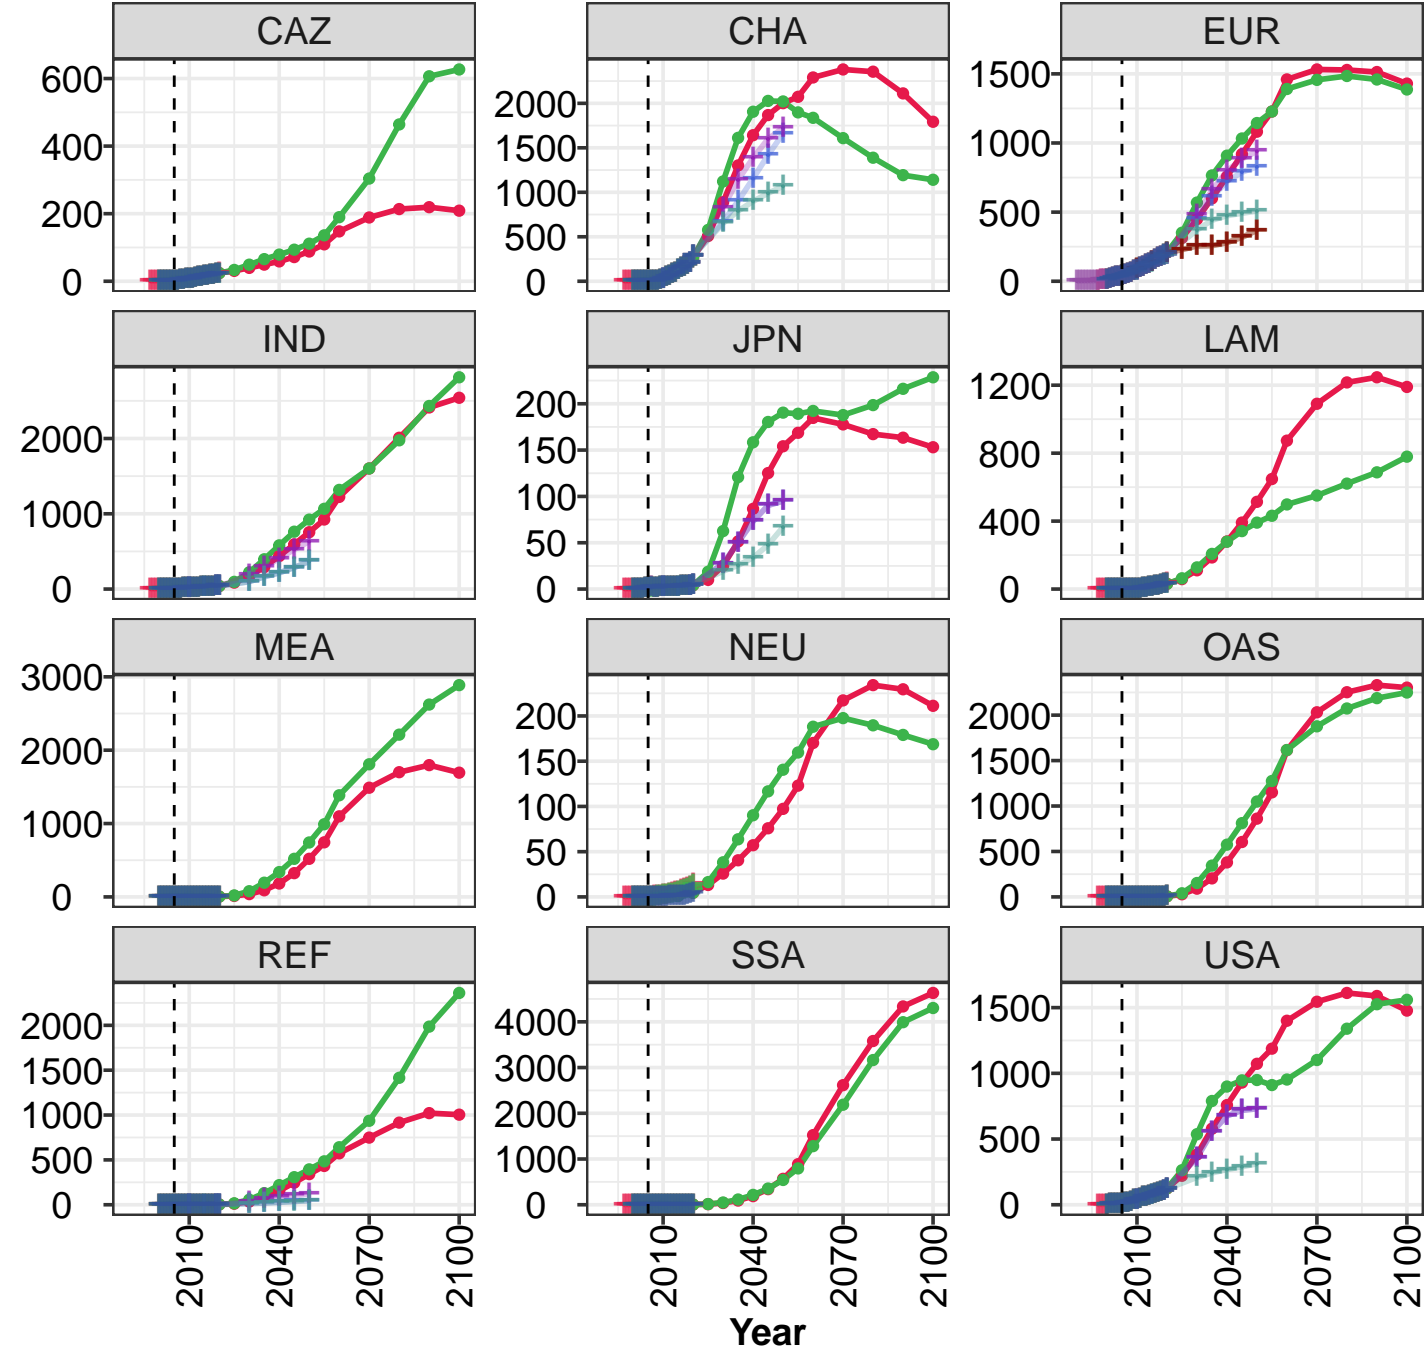 CAZ CHA EUR
600 400 200 0
2000 1500 1000 500 0
1500 1000 500 0
IND JPN LAM
2000 1000 0
200 150 100 50 0
1200 800 400 0
MEA NEU OAS
3000 2000 1000 0
200 150 100 50 0
2000 1500 1000 500 0
REF SSA USA
2000 1500 1000 500 0
4000 3000 2000 1000 0
1500 1000 500 0
2010 2040 2070 2100 2010 2040 2070 2100 2010 2040 2070 2100
Year